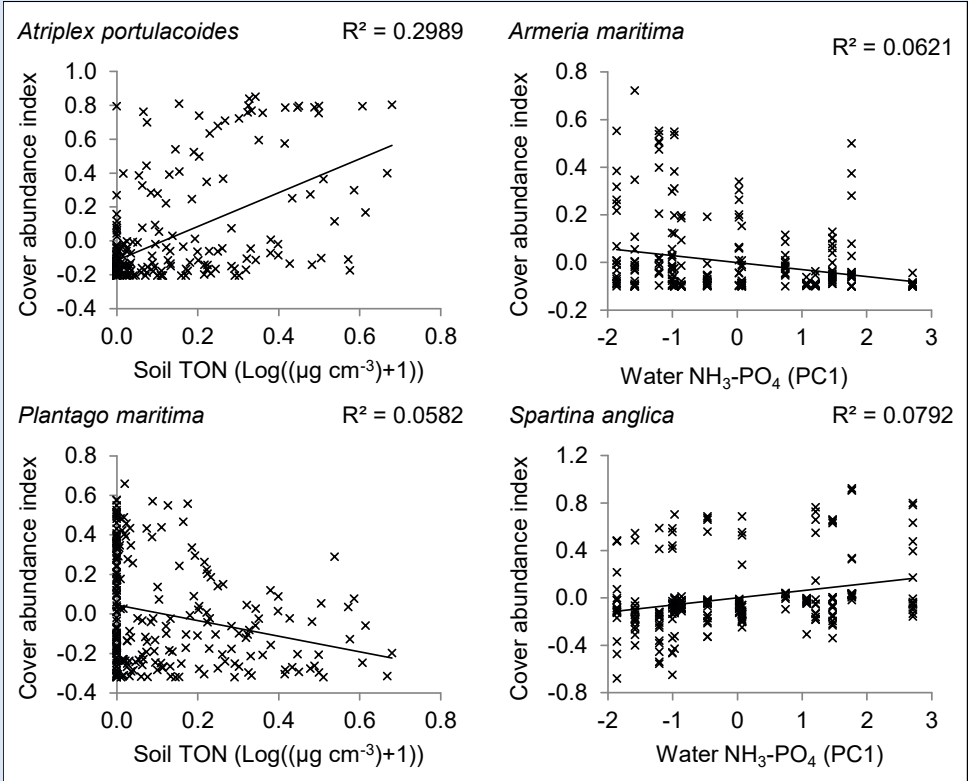 Atriplex portulacoides
R² = 0.2989
Cover abundance index
1.0
0.8
0.6
0.4
0.2
0.0
-0.2
-0.4
0.0 0.2 0.4 0.6 0.8
Soil TON (Log((µg cm⁻³)+1))
Armeria maritima
R² = 0.0621
Cover abundance index
0.8
0.6
0.4
0.2
0.0
-0.2
-2 -1 0 1 2 3
Water NH₃-PO₄ (PC1)
Plantago maritima
R² = 0.0582
Cover abundance index
0.8
0.6
0.4
0.2
0.0
-0.2
-0.4
0.0 0.2 0.4 0.6 0.8
Soil TON (Log((µg cm⁻³)+1))
Spartina anglica
R² = 0.0792
Cover abundance index
1.2
0.8
0.4
0.0
-0.4
-0.8
-2 -1 0 1 2 3
Water NH₃-PO₄ (PC1)